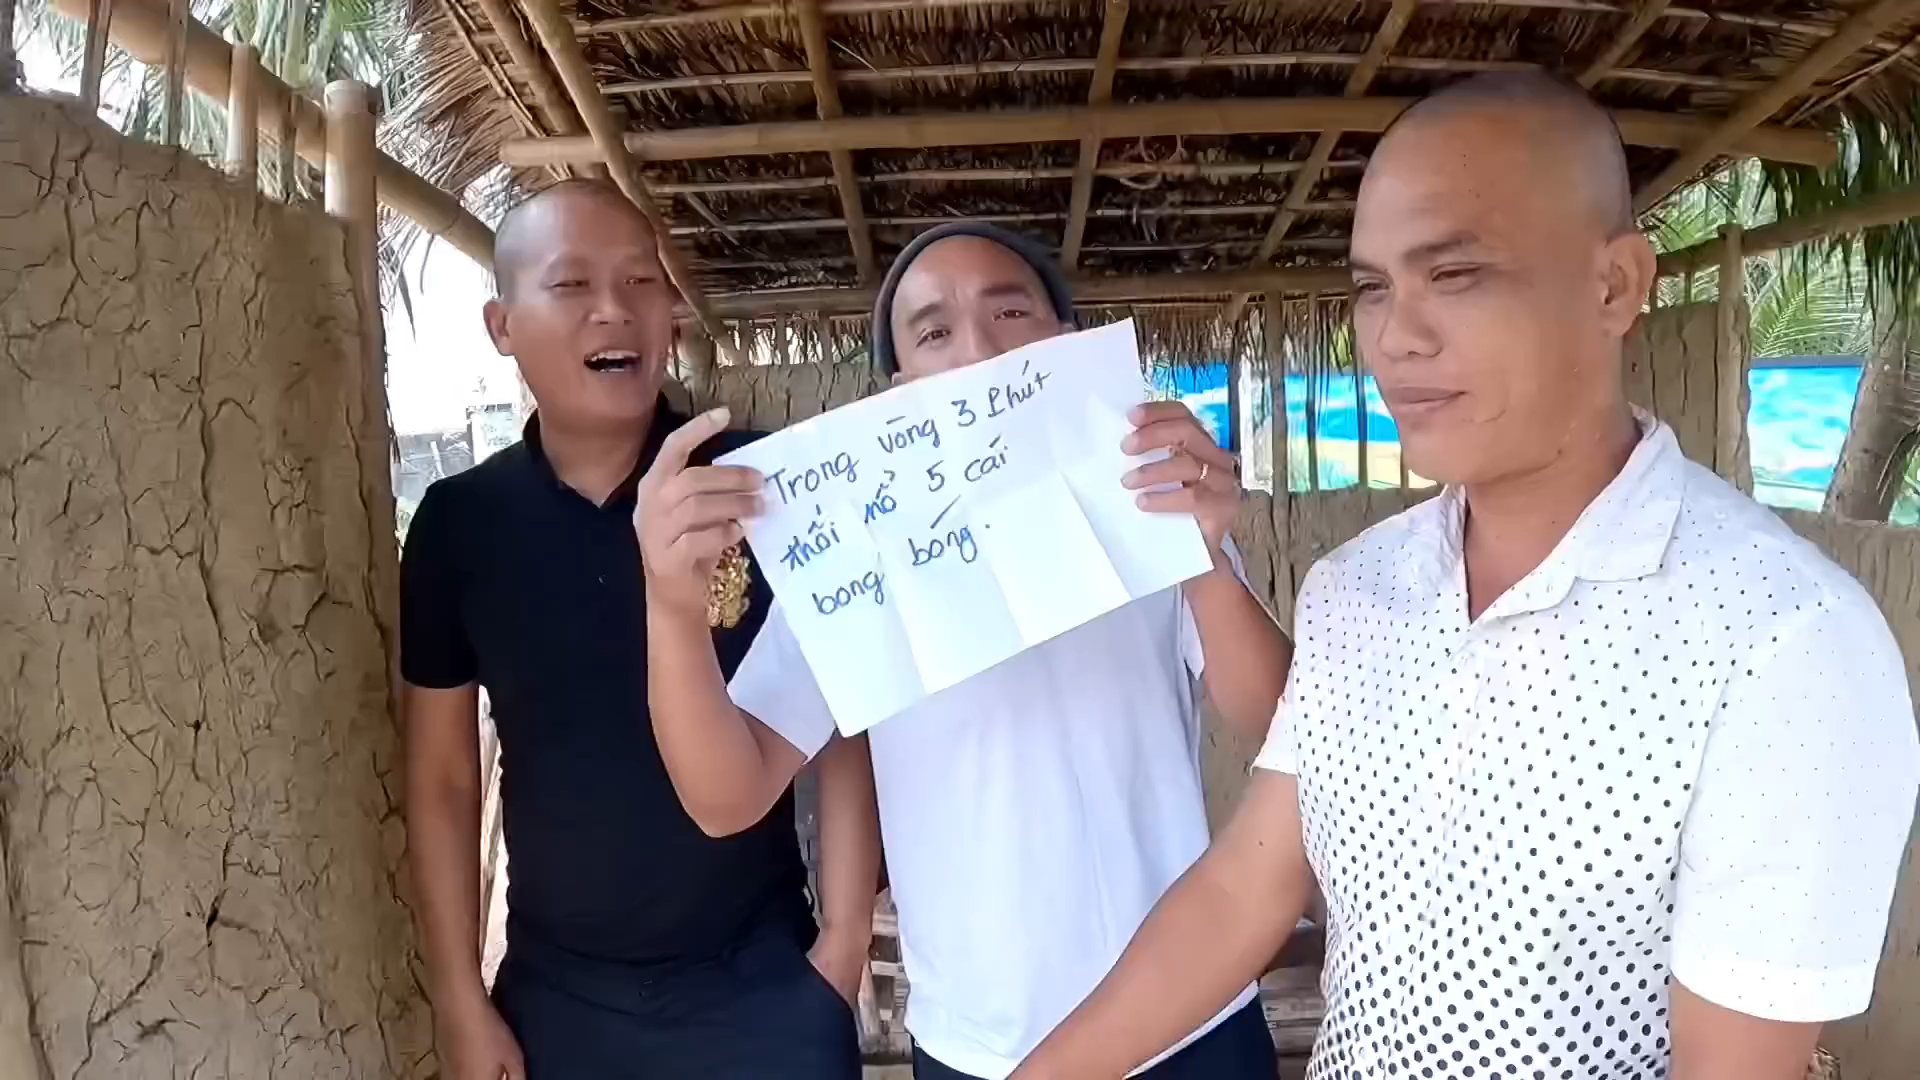 Trong vòng 3 Phút
thổi nổ 5 cái
bong bóng.